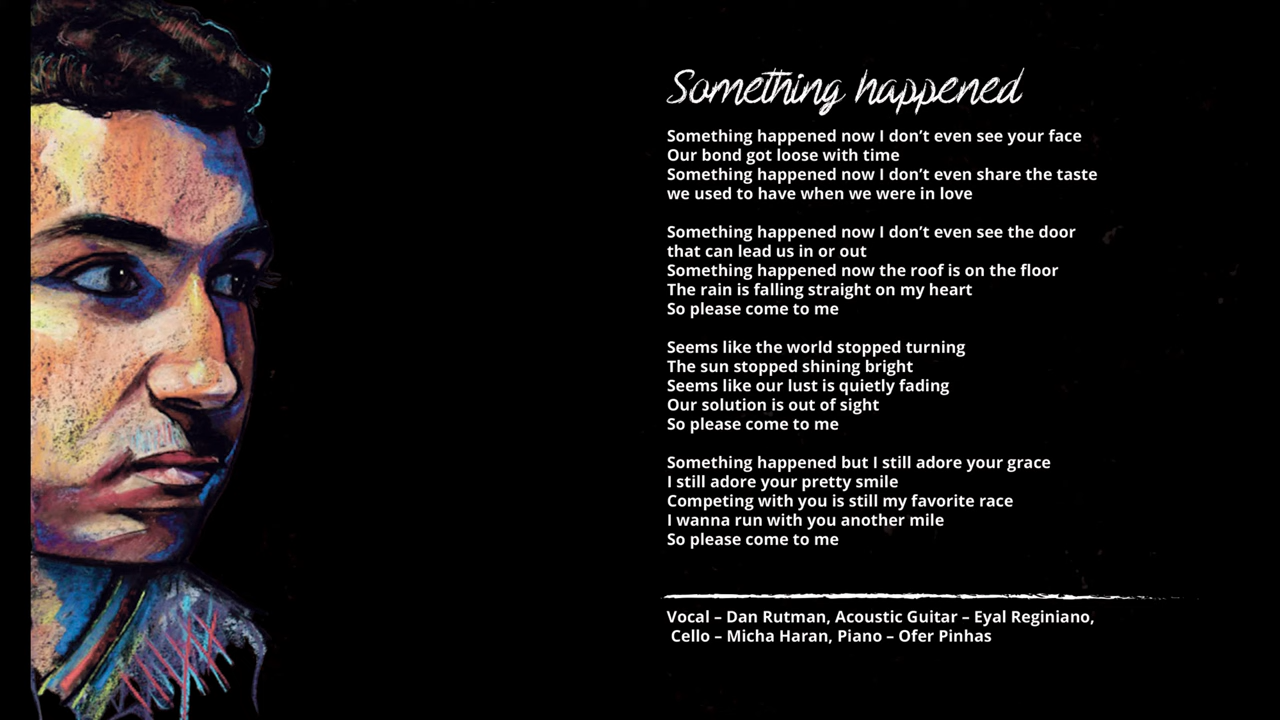 Something happened
Something happened now I don’t even see your face
Our bond got loose with time
Something happened now I don’t even share the taste
we used to have when we were in love
Something happened now I don’t even see the door
that can lead us in or out
Something happened now the roof is on the floor
The rain is falling straight on my heart
So please come to me
Seems like the world stopped turning
The sun stopped shining bright
Seems like our lust is quietly fading
Our solution is out of sight
So please come to me
Something happened but I still adore your grace
I still adore your pretty smile
Competing with you is still my favorite race
I wanna run with you another mile
So please come to me
Vocal – Dan Rutman, Acoustic Guitar – Eyal Reginiano,
Cello – Micha Haran, Piano – Ofer Pinhas